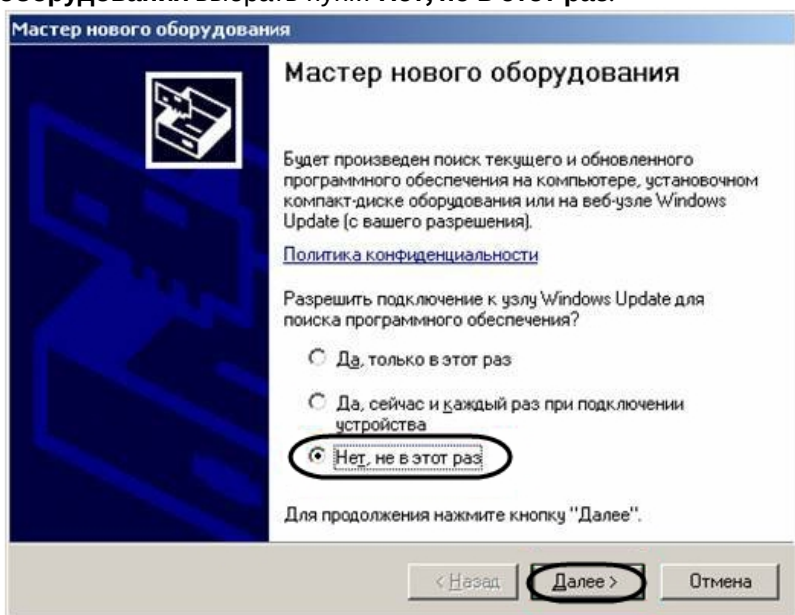 оборудования выбрать пункт Нет, не в этот раз.
Мастер нового оборудования
Мастер нового оборудования
Будет произведен поиск текущего и обновленного
программного обеспечения на компьютере, установочном
компакт-диске оборудования или на веб-узле Windows
Update (с вашего разрешения).
Политика конфиденциальности
Разрешить подключение к узлу Windows Update для
поиска программного обеспечения?
Да, только в этот раз
Да, сейчас и каждый раз при подключении
устройства
Нет, не в этот раз
Для продолжения нажмите кнопку "Далее".
< Назад Далее > Отмена